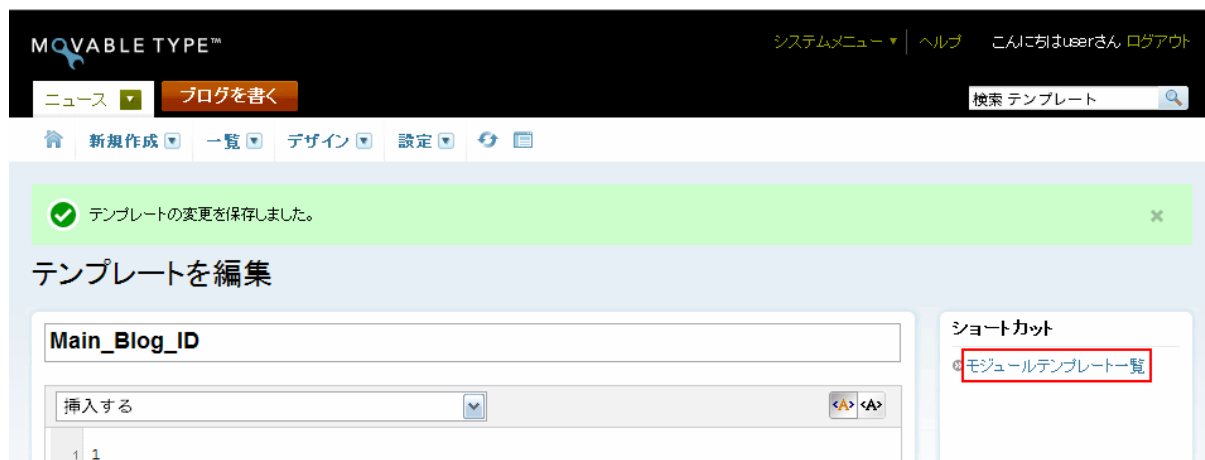 MOVABLE TYPE™
システムメニュー ▼ ヘルプ こんにちはuserさん ログアウト
ニュース ブログを書く
検索 テンプレート
新規作成 一覧 デザイン 設定
テンプレートの変更を保存しました。
テンプレートを編集
Main_Blog_ID
ショートカット
モジュールテンプレート一覧
挿入する
<A> <A>
1 1